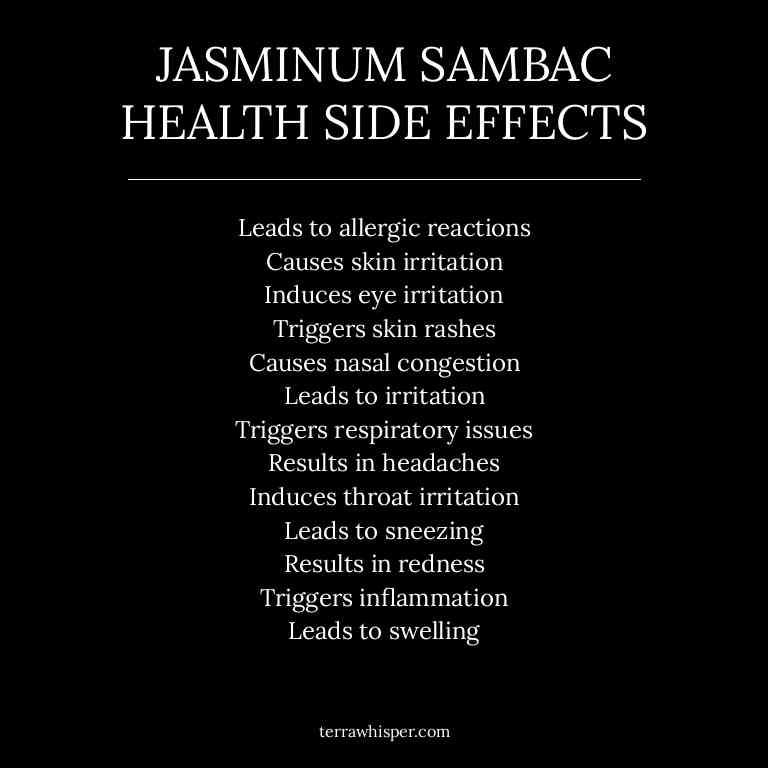 JASMINUM SAMBAC
HEALTH SIDE EFFECTS
Leads to allergic reactions
Causes skin irritation
Induces eye irritation
Triggers skin rashes
Causes nasal congestion
Leads to irritation
Triggers respiratory issues
Results in headaches
Induces throat irritation
Leads to sneezing
Results in redness
Triggers inflammation
Leads to swelling
terrawhisper.com